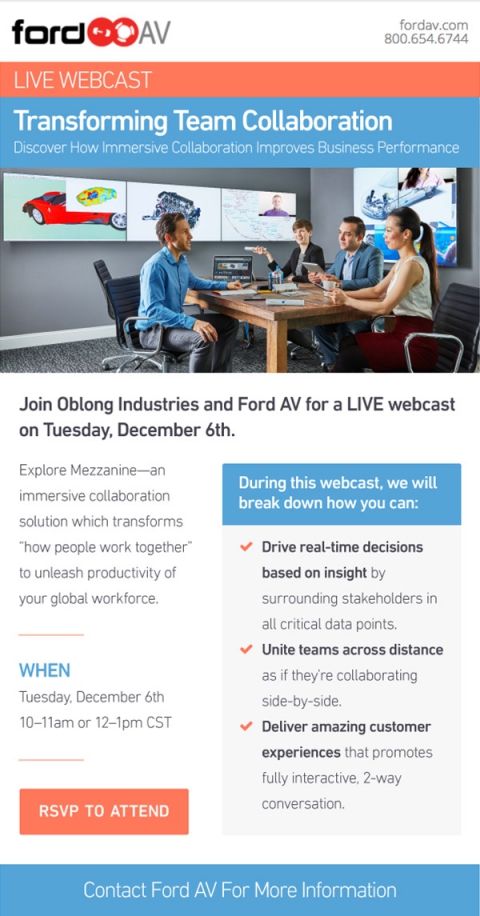 ford AV
fordav.com
800.654.6744
LIVE WEBCAST
Transforming Team Collaboration
Discover How Immersive Collaboration Improves Business Performance
Join Oblong Industries and Ford AV for a LIVE webcast
on Tuesday, December 6th.
Explore Mezzanine—an
immersive collaboration
solution which transforms
“how people work together”
to unleash productivity of
your global workforce.
WHEN
Tuesday, December 6th
10–11am or 12–1pm CST
RSVP TO ATTEND
During this webcast, we will
break down how you can:
Drive real-time decisions
based on insight by
surrounding stakeholders in
all critical data points.
Unite teams across distance
as if they’re collaborating
side-by-side.
Deliver amazing customer
experiences that promotes
fully interactive, 2-way
conversation.
Contact Ford AV For More Information